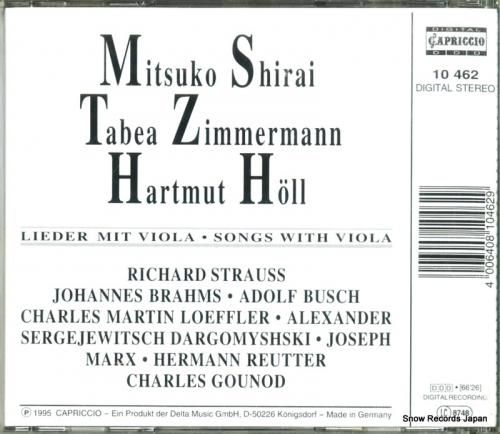 DIGITAL
CAPRICCIO
D D D
10 462
DIGITAL STEREO
Mitsuko Shirai
Tabea Zimmermann
Hartmut Höll
LIEDER MIT VIOLA • SONGS WITH VIOLA
RICHARD STRAUSS
JOHANNES BRAHMS • ADOLF BUSCH
CHARLES MARTIN LOEFFLER • ALEXANDER
SERGEJEWITSCH DARGOMYSHSKI • JOSEPH
MARX • HERMANN REUTTER
CHARLES GOUNOD
4 006408 104629
DDD • [66'26]
DIGITAL RECORDING
LC 8748
Ⓟ 1995 CAPRICCIO – Ein Produkt der Delta Music GmbH, D-50226 Königsdorf – Made in Germany
Snow Records Japan